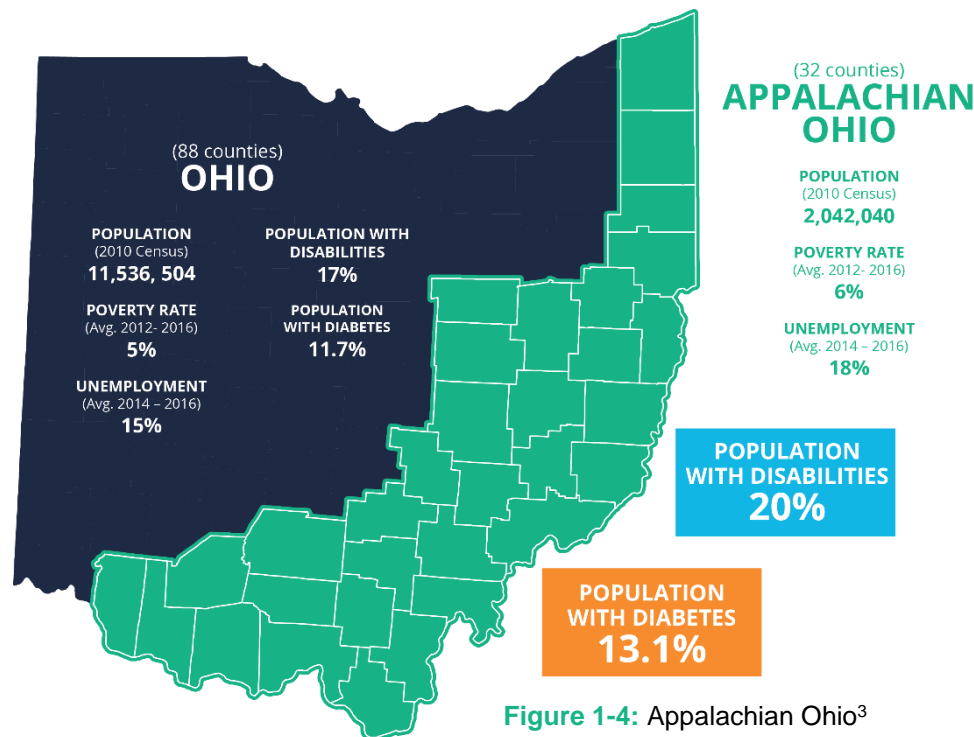 (88 counties)
OHIO
POPULATION
(2010 Census)
11,536, 504
POVERTY RATE
(Avg. 2012- 2016)
5%
UNEMPLOYMENT
(Avg. 2014 – 2016)
15%
POPULATION WITH
DISABILITIES
17%
POPULATION
WITH DIABETES
11.7%
(32 counties)
APPALACHIAN
OHIO
POPULATION
(2010 Census)
2,042,040
POVERTY RATE
(Avg. 2012- 2016)
6%
UNEMPLOYMENT
(Avg. 2014 – 2016)
18%
POPULATION
WITH DISABILITIES
20%
POPULATION
WITH DIABETES
13.1%
Figure 1-4: Appalachian Ohio³